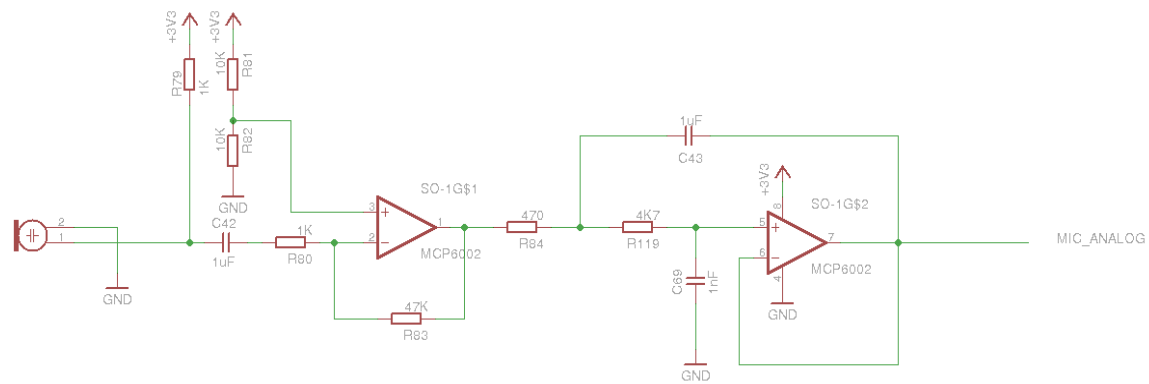 +3V3
+3V3
R79
1K
10K
R81
10K
R82
GND
2
1
GND
C42
1uF
1K
R80
SO-1G$1
3
2
1
MCP6002
47K
R83
470
R84
1uF
C43
4K7
R119
C69
1nF
GND
+3V3
8
SO-1G$2
5
6
7
4
MCP6002
GND
MIC_ANALOG